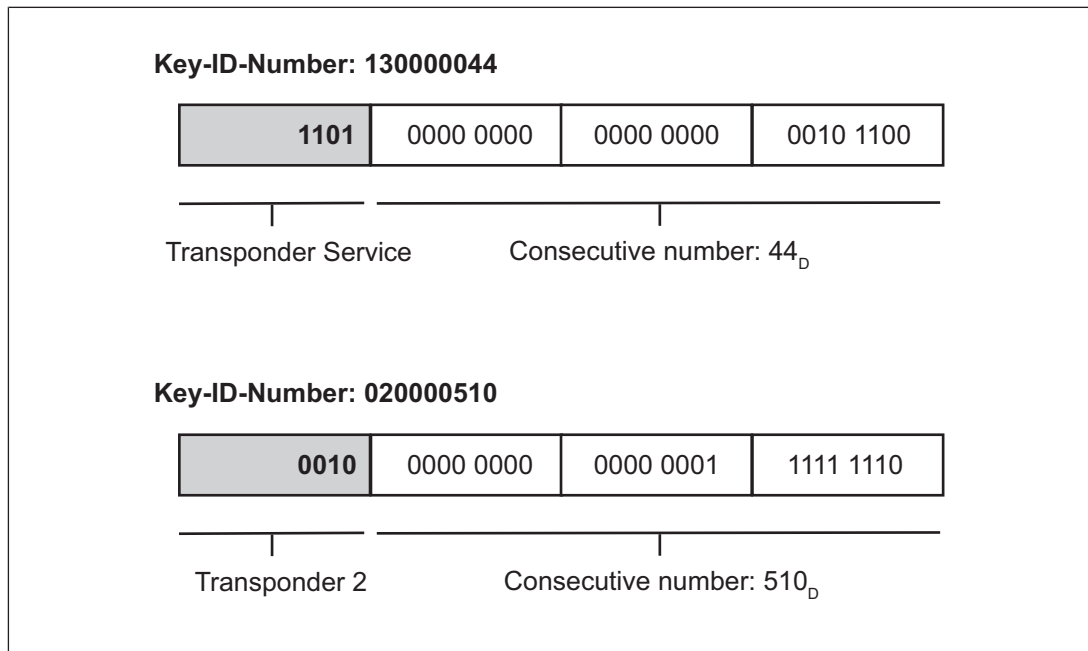 Key-ID-Number: 130000044
1101 0000 0000 0000 0000 0010 1100
Transponder Service Consecutive number: 44D
Key-ID-Number: 020000510
0010 0000 0000 0000 0001 1111 1110
Transponder 2 Consecutive number: 510D